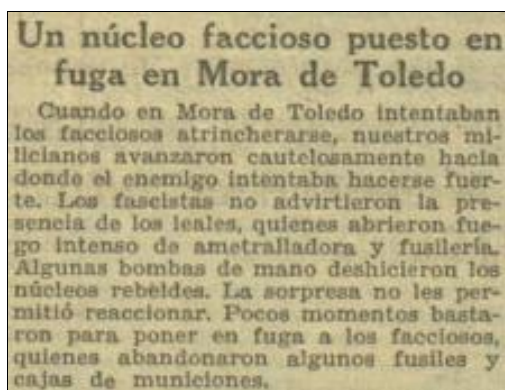 Un núcleo faccioso puesto en
fuga en Mora de Toledo
Cuando en Mora de Toledo intentaban
los facciosos atrincherarse, nuestros mi-
licianos avanzaron cautelosamente hacia
donde el enemigo intentaba hacerse fuer-
te. Los fascistas no advirtieron la pre-
sencia de los leales, quienes abrieron fue-
go intenso de ametralladora y fusilería.
Algunas bombas de mano deshicieron los
núcleos rebeldes. La sorpresa no les per-
mitió reaccionar. Pocos momentos basta-
ron para poner en fuga a los facciosos,
quienes abandonaron algunos fusiles y
cajas de municiones.